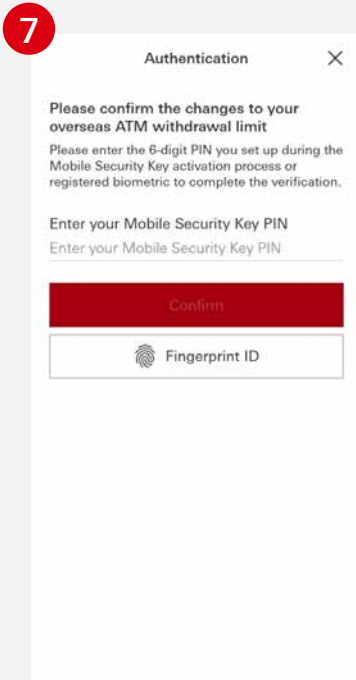 7
Authentication
Please confirm the changes to your
overseas ATM withdrawal limit
Please enter the 6-digit PIN you set up during the
Mobile Security Key activation process or
registered biometric to complete the verification.
Enter your Mobile Security Key PIN
Enter your Mobile Security Key PIN
Confirm
Fingerprint ID